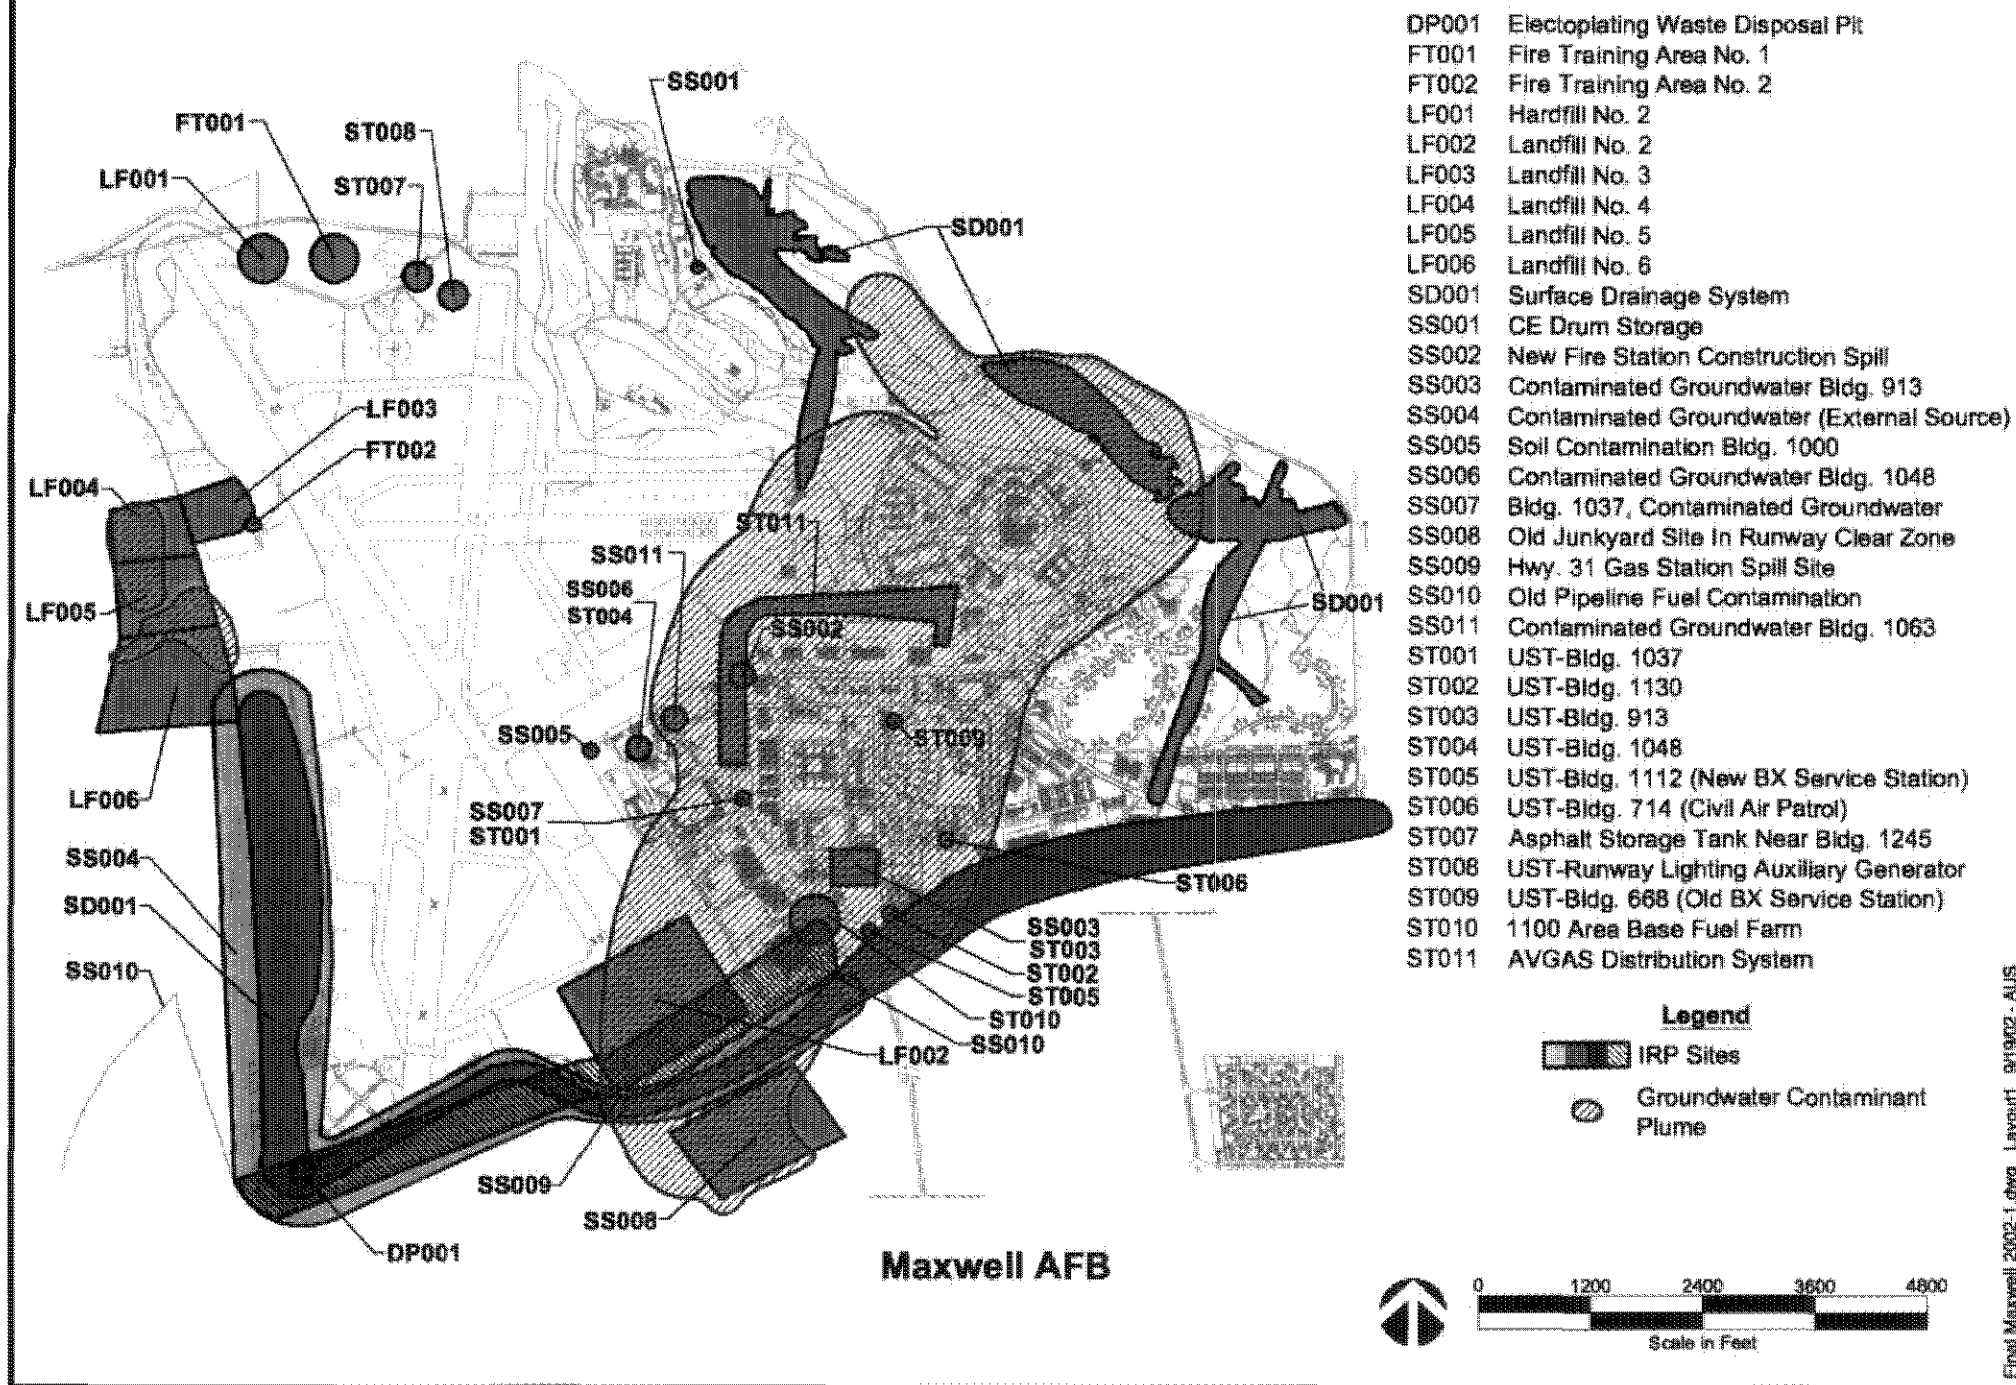 DP001 Electoplating Waste Disposal Pit
FT001 Fire Training Area No. 1
FT002 Fire Training Area No. 2
LF001 Hardfill No. 2
LF002 Landfill No. 2
LF003 Landfill No. 3
LF004 Landfill No. 4
LF005 Landfill No. 5
LF006 Landfill No. 6
SD001 Surface Drainage System
SS001 CE Drum Storage
SS002 New Fire Station Construction Spill
SS003 Contaminated Groundwater Bldg. 913
SS004 Contaminated Groundwater (External Source)
SS005 Soil Contamination Bldg. 1000
SS006 Contaminated Groundwater Bldg. 1048
SS007 Bldg. 1037, Contaminated Groundwater
SS008 Old Junkyard Site In Runway Clear Zone
SS009 Hwy. 31 Gas Station Spill Site
SS010 Old Pipeline Fuel Contamination
SS011 Contaminated Groundwater Bldg. 1063
ST001 UST-Bldg. 1037
ST002 UST-Bldg. 1130
ST003 UST-Bldg. 913
ST004 UST-Bldg. 1048
ST005 UST-Bldg. 1112 (New BX Service Station)
ST006 UST-Bldg. 714 (Civil Air Patrol)
ST007 Asphalt Storage Tank Near Bldg. 1245
ST008 UST-Runway Lighting Auxiliary Generator
ST009 UST-Bldg. 668 (Old BX Service Station)
ST010 1100 Area Base Fuel Farm
ST011 AVGAS Distribution System
Legend
IRP Sites
Groundwater Contaminant
Plume
SS001
FT001
ST008
LF001
ST007
SD001
LF003
FT002
LF004
ST011
SS011
SS006
ST004
LF005
SD001
SS002
SS005
ST009
LF006
SS007
ST001
SS004
ST006
SD001
SS003
ST003
SS010
ST002
ST005
ST010
SS010
LF002
SS009
SS008
DP001
Maxwell AFB
0 1200 2400 3600 4800
Scale in Feet
Final Maxwell 2002-1.dwg Layout1 9/19/02 - AUS